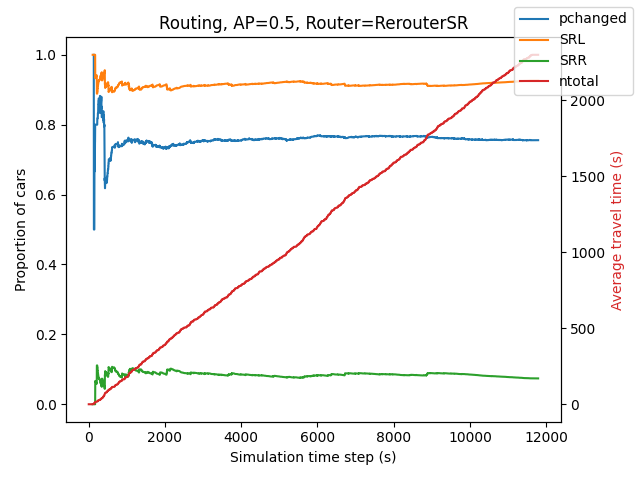 Routing, AP=0.5, Router=RerouterSR
pchanged
SRL
SRR
ntotal
1.0
0.8
0.6
0.4
0.2
0.0
Proportion of cars
2000
1500
1000
500
0
Average travel time (s)
0
2000
4000
6000
8000
10000
12000
Simulation time step (s)